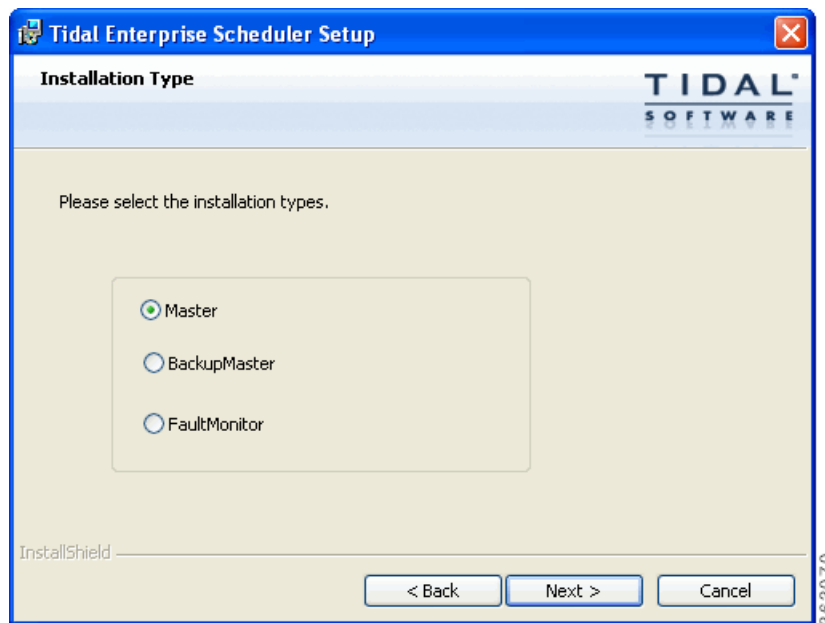 Tidal Enterprise Scheduler Setup
Installation Type
TIDAL
SOFTWARE
Please select the installation types.
Master
BackupMaster
FaultMonitor
InstallShield
< Back
Next >
Cancel